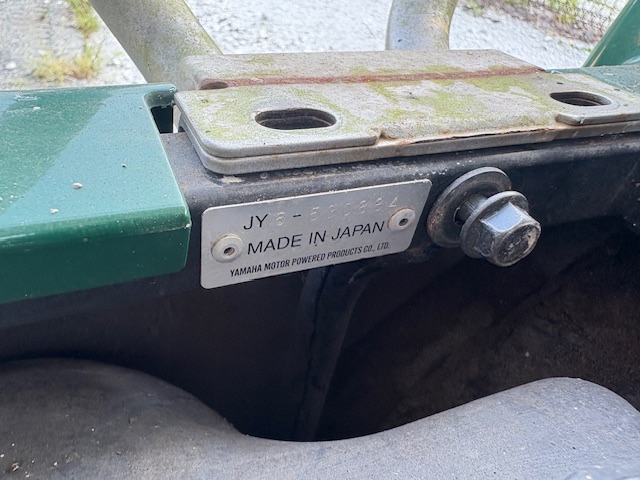 JY
MADE IN JAPAN
YAMAHA MOTOR POWERED PRODUCTS CO., LTD.